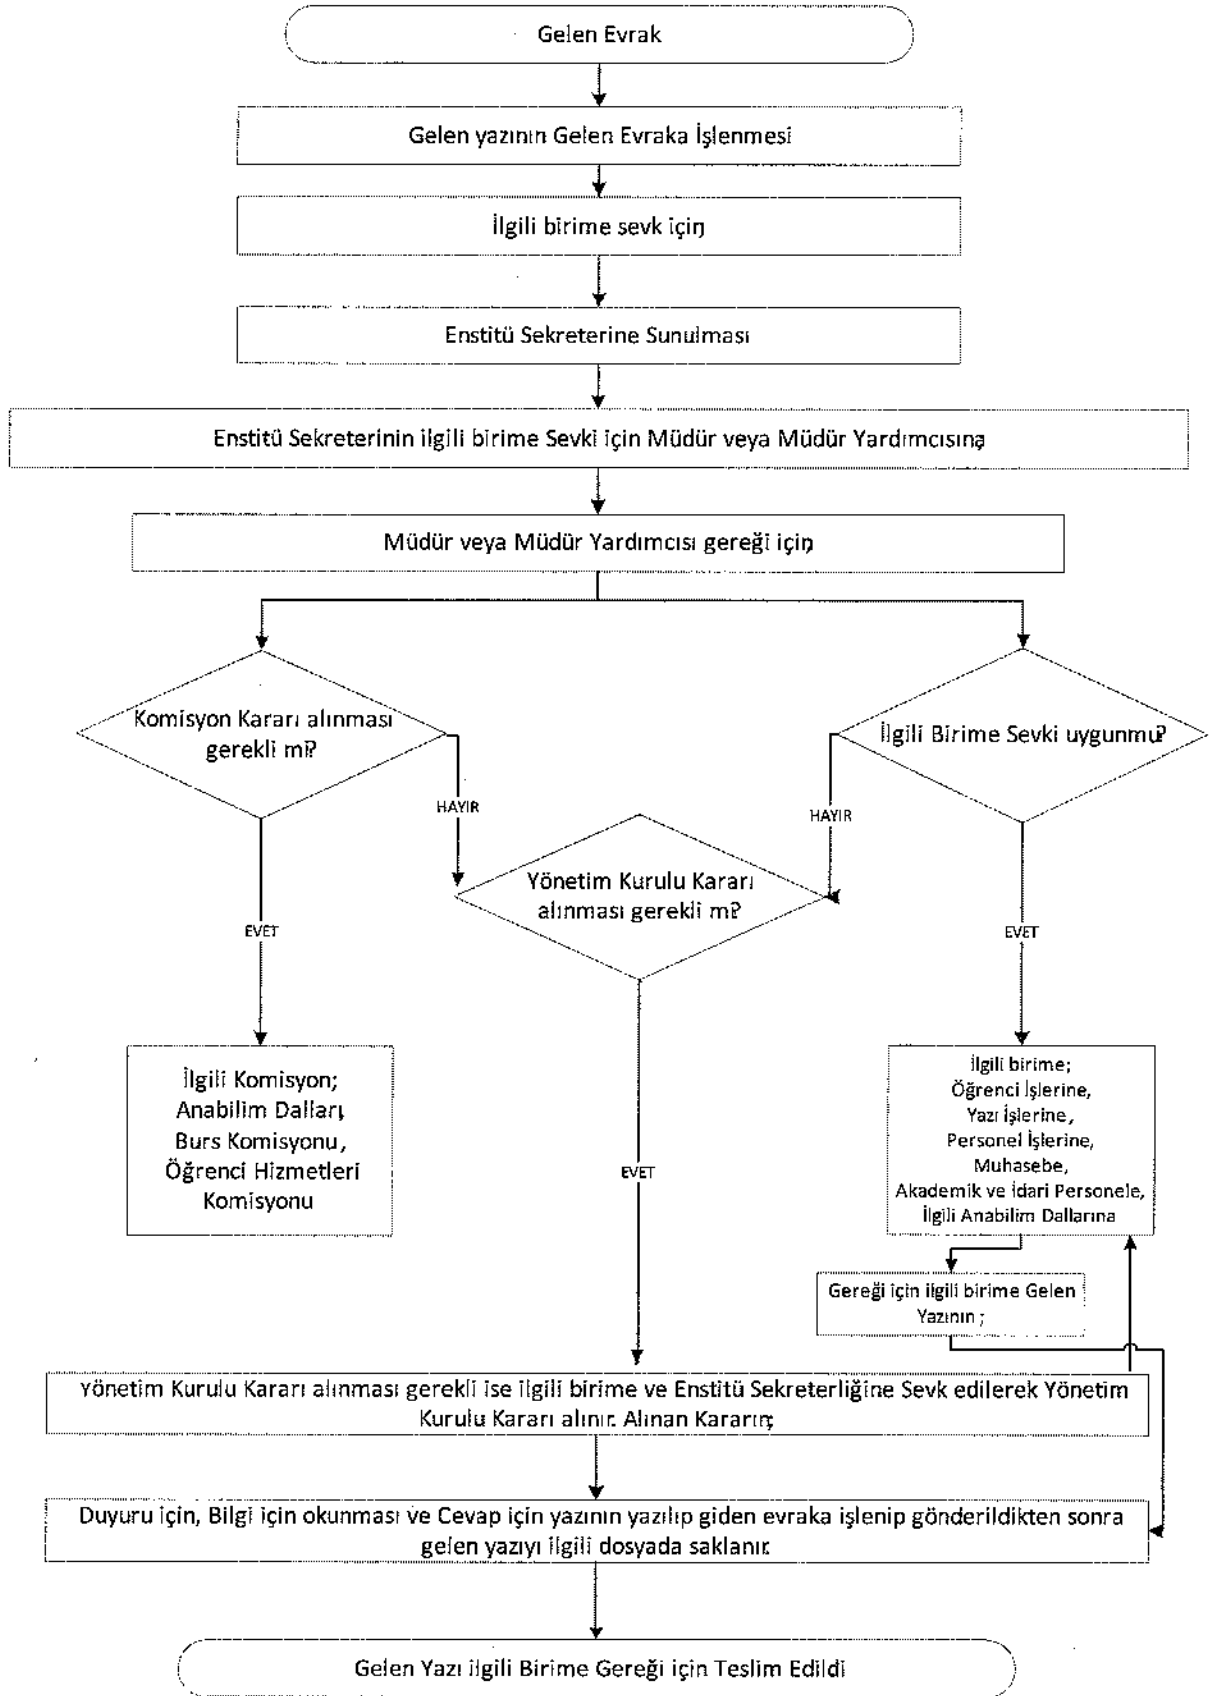 Gelen Evrak
Gelen yazının Gelen Evraka İşlenmesi
İlgili birime sevk için;
Enstitü Sekreterine Sunulması
Enstitü Sekreterinin ilgili birime Sevki için Müdür veya Müdür Yardımcısına;
Müdür veya Müdür Yardımcısı gereği için;
Komisyon Kararı alınması
gerekli mi?
İlgili Birime Sevki uygunmu?
HAYIR
HAYIR
Yönetim Kurulu Kararı
alınması gerekli mi?
EVET
EVET
İlgili Komisyon;
Anabilim Dalları,
Burs Komisyonu,
Öğrenci Hizmetleri
Komisyonu
İlgili birime;
Öğrenci İşlerine,
Yazı İşlerine,
Personel İşlerine,
Muhasebe,
Akademik ve İdari Personele,
İlgili Anabilim Dallarına
EVET
Gereği için ilgili birime Gelen
Yazının ;
Yönetim Kurulu Kararı alınması gerekli ise ilgili birime ve Enstitü Sekreterliğine Sevk edilerek Yönetim
Kurulu Kararı alınır. Alınan Kararın;
Duyuru için, Bilgi için okunması ve Cevap için yazının yazılıp giden evraka işlenip gönderildikten sonra
gelen yazıyı ilgili dosyada saklanır.
Gelen Yazı ilgili Birime Gereği için Teslim Edildi